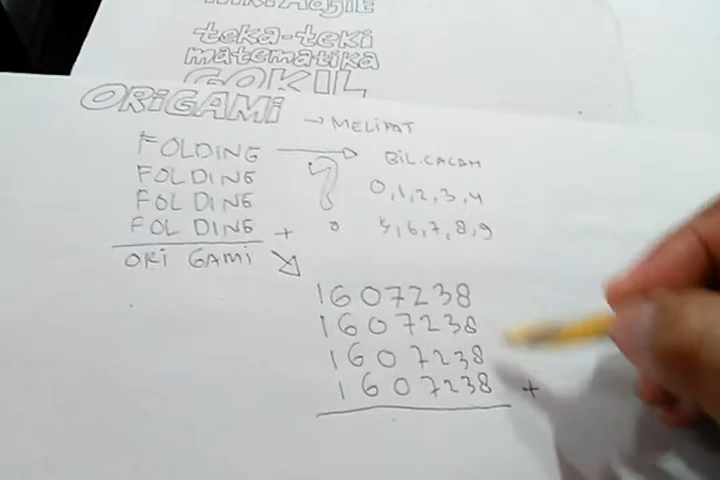 teka-teki
matematika
GOKIL
ORiGAMi → MELIPAT
FOLDING → BIL.CACAH
FOLDING
FOLDING 0,1,2,3,4
FOLDING + 5,6,7,8,9
ORI GAMI
1607238
1607238
1607238
1607238 +